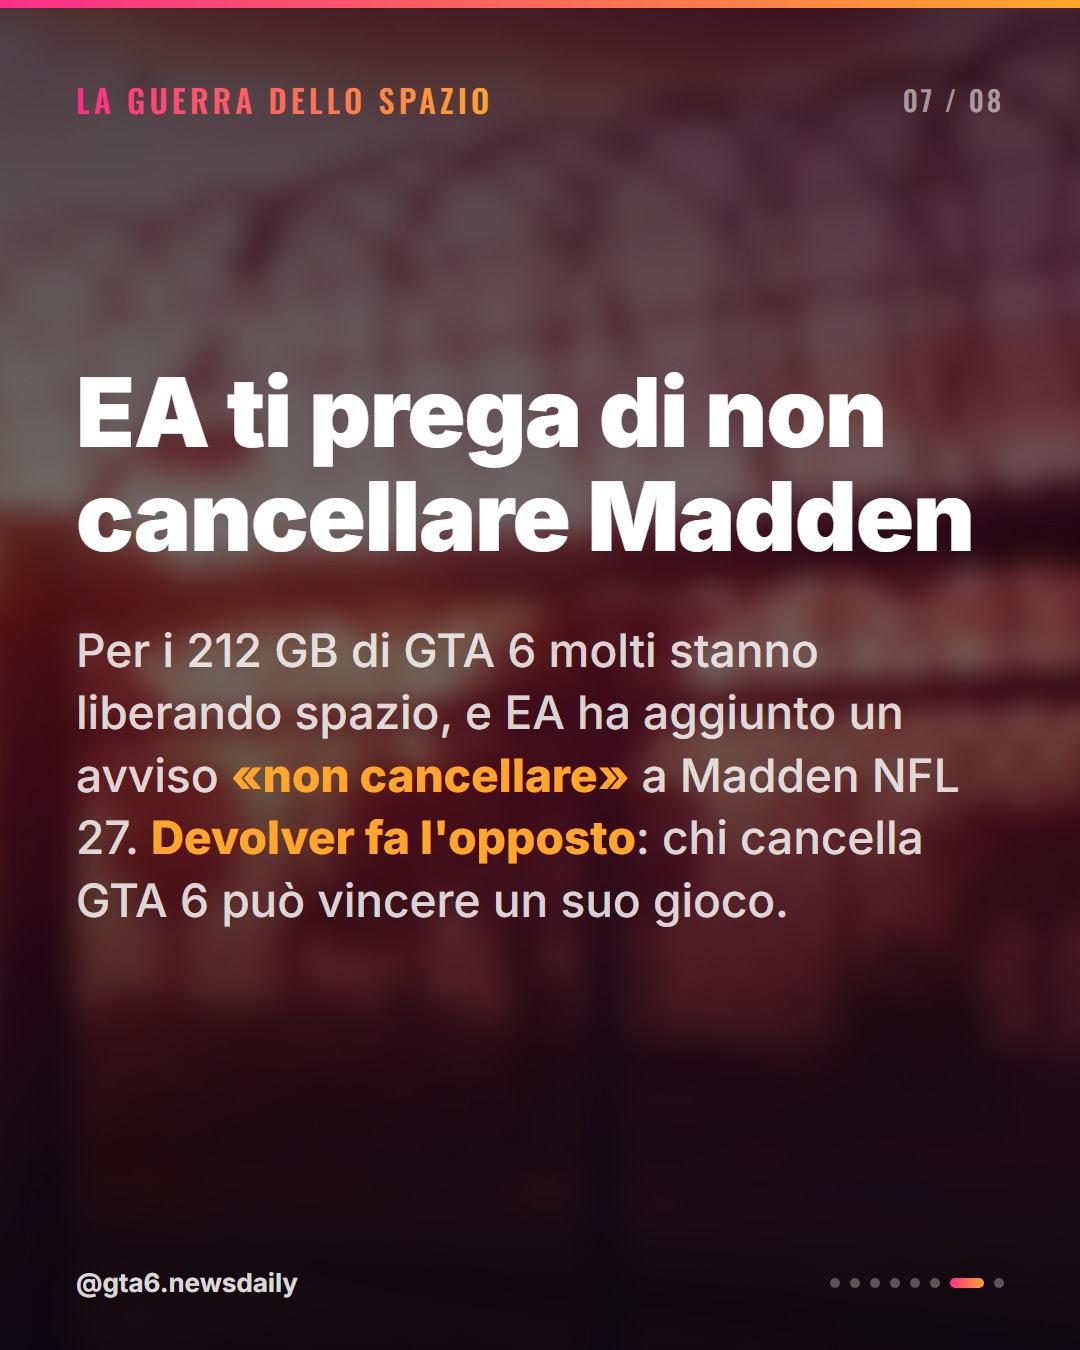 LA GUERRA DELLO SPAZIO
07 / 08
EA ti prega di non
cancellare Madden
Per i 212 GB di GTA 6 molti stanno
liberando spazio, e EA ha aggiunto un
avviso «non cancellare» a Madden NFL
27. Devolver fa l'opposto: chi cancella
GTA 6 può vincere un suo gioco.
@gta6.newsdaily